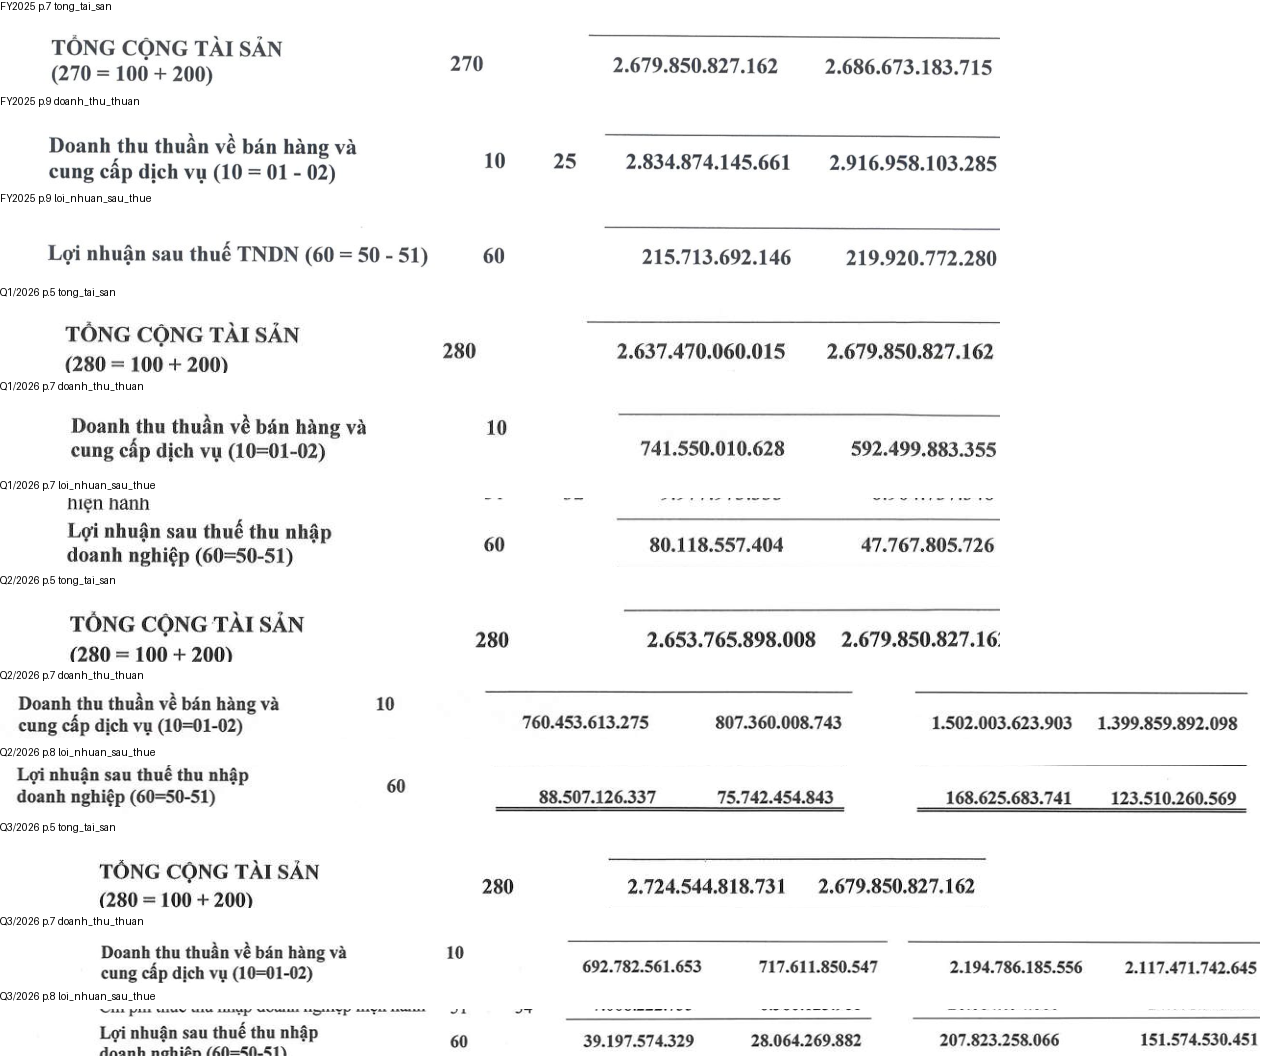 FY2025 p.7 tong_tai_san
TỔNG CỘNG TÀI SẢN
(270 = 100 + 200) 270 2.679.850.827.162 2.686.673.183.715
FY2025 p.9 doanh_thu_thuan
Doanh thu thuần về bán hàng và
cung cấp dịch vụ (10 = 01 - 02) 10 25 2.834.874.145.661 2.916.958.103.285
FY2025 p.9 loi_nhuan_sau_thue
Lợi nhuận sau thuế TNDN (60 = 50 - 51) 60 215.713.692.146 219.920.772.280
Q1/2026 p.5 tong_tai_san
TỔNG CỘNG TÀI SẢN
(280 = 100 + 200) 280 2.637.470.060.015 2.679.850.827.162
Q1/2026 p.7 doanh_thu_thuan
Doanh thu thuần về bán hàng và 10
cung cấp dịch vụ (10=01-02) 741.550.010.628 592.499.883.355
Q1/2026 p.7 loi_nhuan_sau_thue
hiện hành
Lợi nhuận sau thuế thu nhập
doanh nghiệp (60=50-51) 60 80.118.557.404 47.767.805.726
Q2/2026 p.5 tong_tai_san
TỔNG CỘNG TÀI SẢN
(280 = 100 + 200) 280 2.653.765.898.008 2.679.850.827.162
Q2/2026 p.7 doanh_thu_thuan
Doanh thu thuần về bán hàng và 10
cung cấp dịch vụ (10=01-02) 760.453.613.275 807.360.008.743 1.502.003.623.903 1.399.859.892.098
Q2/2026 p.8 loi_nhuan_sau_thue
Lợi nhuận sau thuế thu nhập
doanh nghiệp (60=50-51) 60 88.507.126.337 75.742.454.843 168.625.683.741 123.510.260.569
Q3/2026 p.5 tong_tai_san
TỔNG CỘNG TÀI SẢN
(280 = 100 + 200) 280 2.724.544.818.731 2.679.850.827.162
Q3/2026 p.7 doanh_thu_thuan
Doanh thu thuần về bán hàng và 10
cung cấp dịch vụ (10=01-02) 692.782.561.653 717.611.850.547 2.194.786.185.556 2.117.471.742.645
Q3/2026 p.8 loi_nhuan_sau_thue
Lợi nhuận sau thuế thu nhập
doanh nghiệp (60=50-51) 60 39.197.574.329 28.064.269.882 207.823.258.066 151.574.530.451